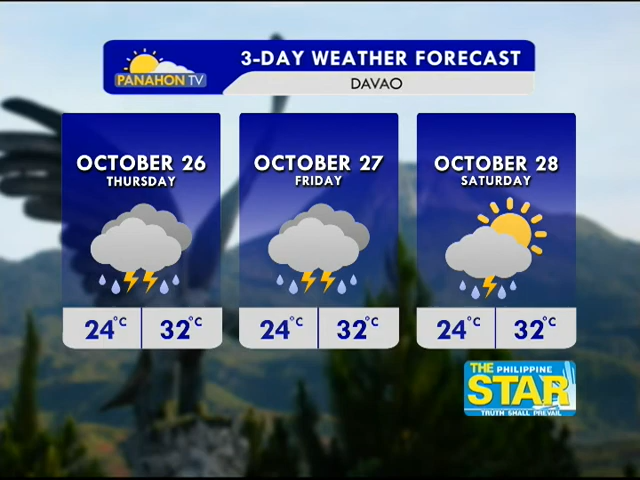 PANAHON TV
3-DAY WEATHER FORECAST
DAVAO
OCTOBER 26
THURSDAY
24°C
32°C
OCTOBER 27
FRIDAY
24°C
32°C
OCTOBER 28
SATURDAY
24°C
32°C
THE PHILIPPINE
STAR
TRUTH SHALL PREVAIL